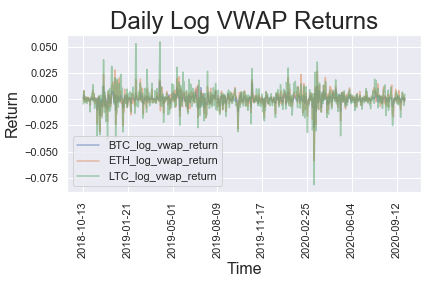 Daily Log VWAP Returns
Return
0.050
0.025
0.000
−0.025
−0.050
−0.075
BTC_log_vwap_return
ETH_log_vwap_return
LTC_log_vwap_return
2018-10-13
2019-01-21
2019-05-01
2019-08-09
2019-11-17
2020-02-25
2020-06-04
2020-09-12
Time